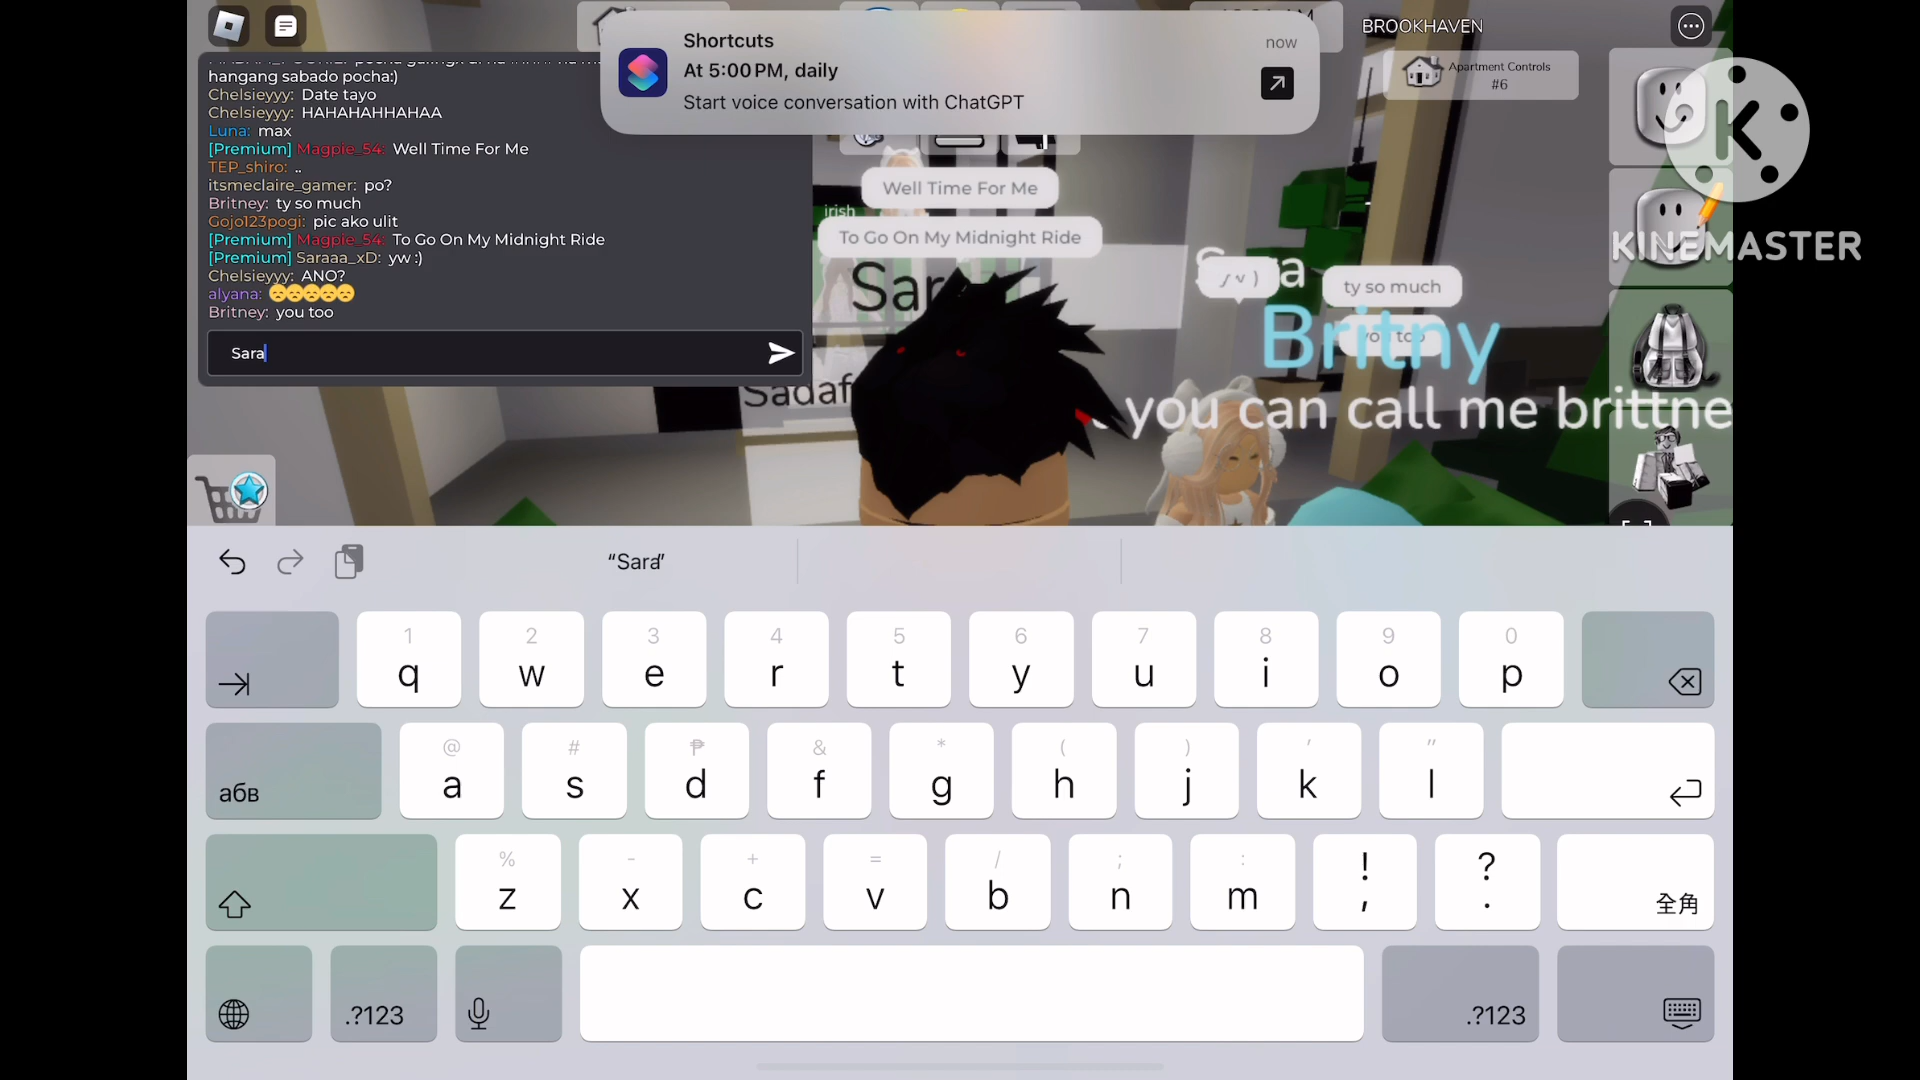 BROOKHAVEN
Shortcuts
now
At 5:00 PM, daily
Start voice conversation with ChatGPT
Apartment Controls
#6
hangang sabado pocha:)
Chelsieyyy: Date tayo
Chelsieyyy: HAHAHAHHAHAA
Luna: max
[Premium] Magpie_54: Well Time For Me
TEP_shiro: ..
itsmeclaire_gamer: po?
Britney: ty so much
Gojo123pogi: pic ako ulit
[Premium] Magpie_54: To Go On My Midnight Ride
[Premium] Saraaa_xD: yw :)
Chelsieyyy: ANO?
alyana: 😞😞😞😞😞
Britney: you too
Sara
Well Time For Me
irish
To Go On My Midnight Ride
ty so much
you too
Britny
you can call me brittne
K
KINEMASTER
“Sara”
1 2 3 4 5 6 7 8 9 0
q w e r t y u i o p
@ # ₱ & * ( ) ' "
абв a s d f g h j k l
% - + = / ; : ! ?
z x c v b n m , . 全角
.?123 .?123